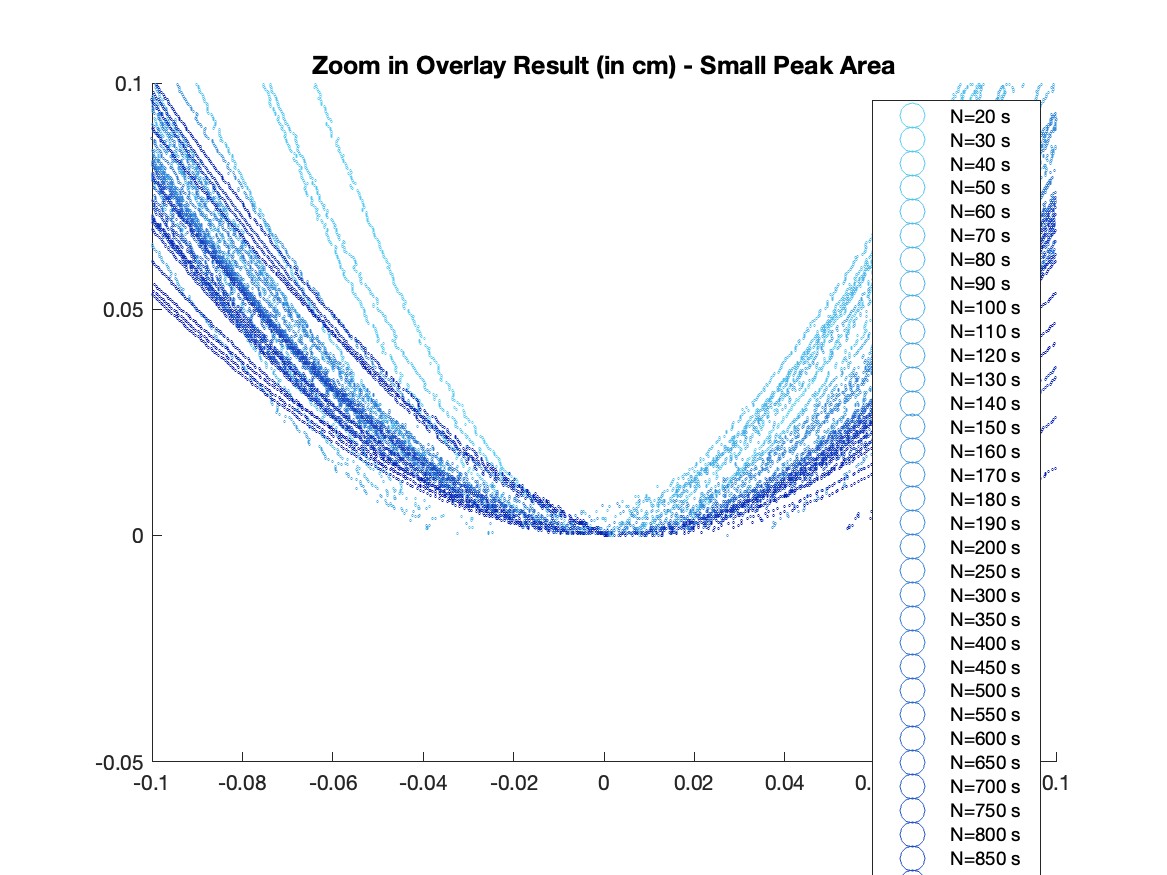 Zoom in Overlay Result (in cm) - Small Peak Area
0.1
0.05
0
-0.05
-0.1 -0.08 -0.06 -0.04 -0.02 0 0.02 0.04 0. 0.1
N=20 s
N=30 s
N=40 s
N=50 s
N=60 s
N=70 s
N=80 s
N=90 s
N=100 s
N=110 s
N=120 s
N=130 s
N=140 s
N=150 s
N=160 s
N=170 s
N=180 s
N=190 s
N=200 s
N=250 s
N=300 s
N=350 s
N=400 s
N=450 s
N=500 s
N=550 s
N=600 s
N=650 s
N=700 s
N=750 s
N=800 s
N=850 s